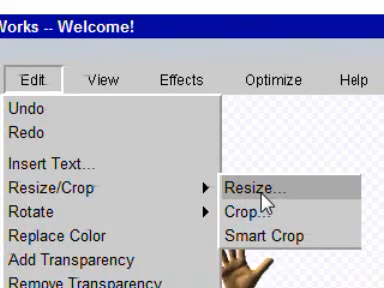 Works -- Welcome!
Edit View Effects Optimize Help
Undo
Redo
Insert Text...
Resize/Crop
Resize...
Rotate
Crop...
Replace Color
Smart Crop
Add Transparency
Remove Transparency